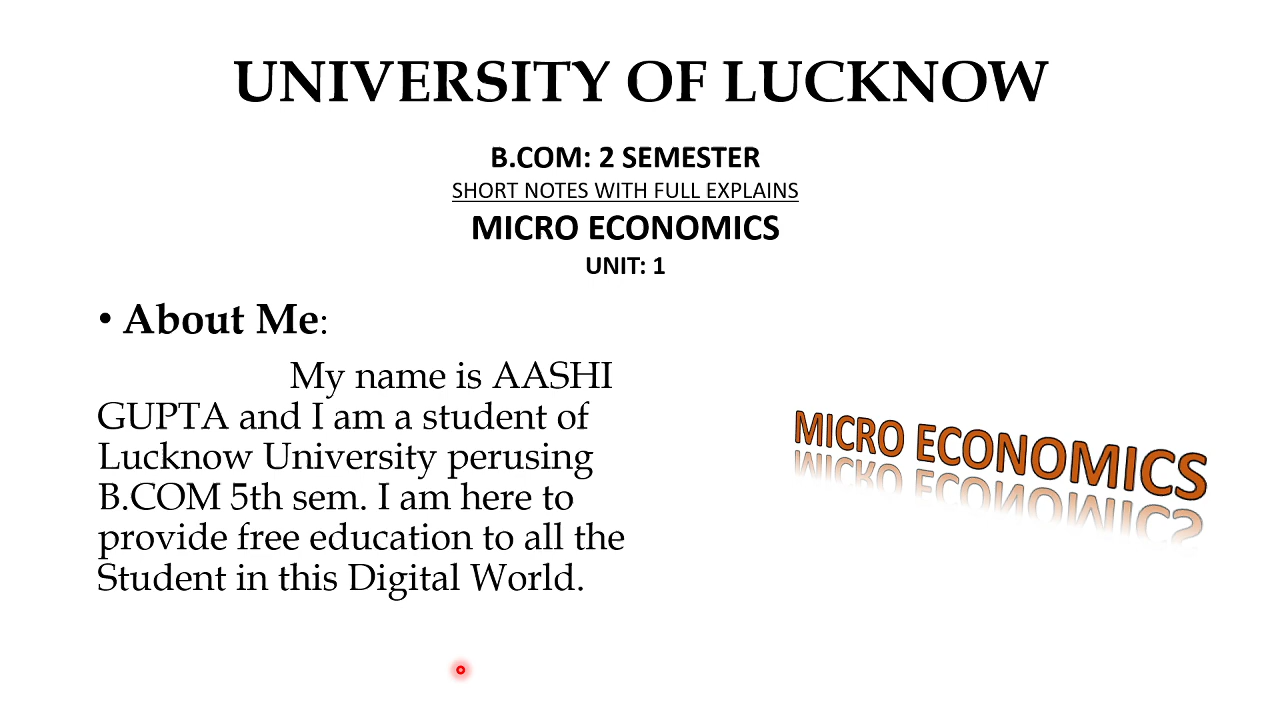 UNIVERSITY OF LUCKNOW
B.COM: 2 SEMESTER
SHORT NOTES WITH FULL EXPLAINS
MICRO ECONOMICS
UNIT: 1
• About Me:
My name is AASHI
GUPTA and I am a student of
Lucknow University perusing
B.COM 5th sem. I am here to
provide free education to all the
Student in this Digital World.
MICRO ECONOMICS